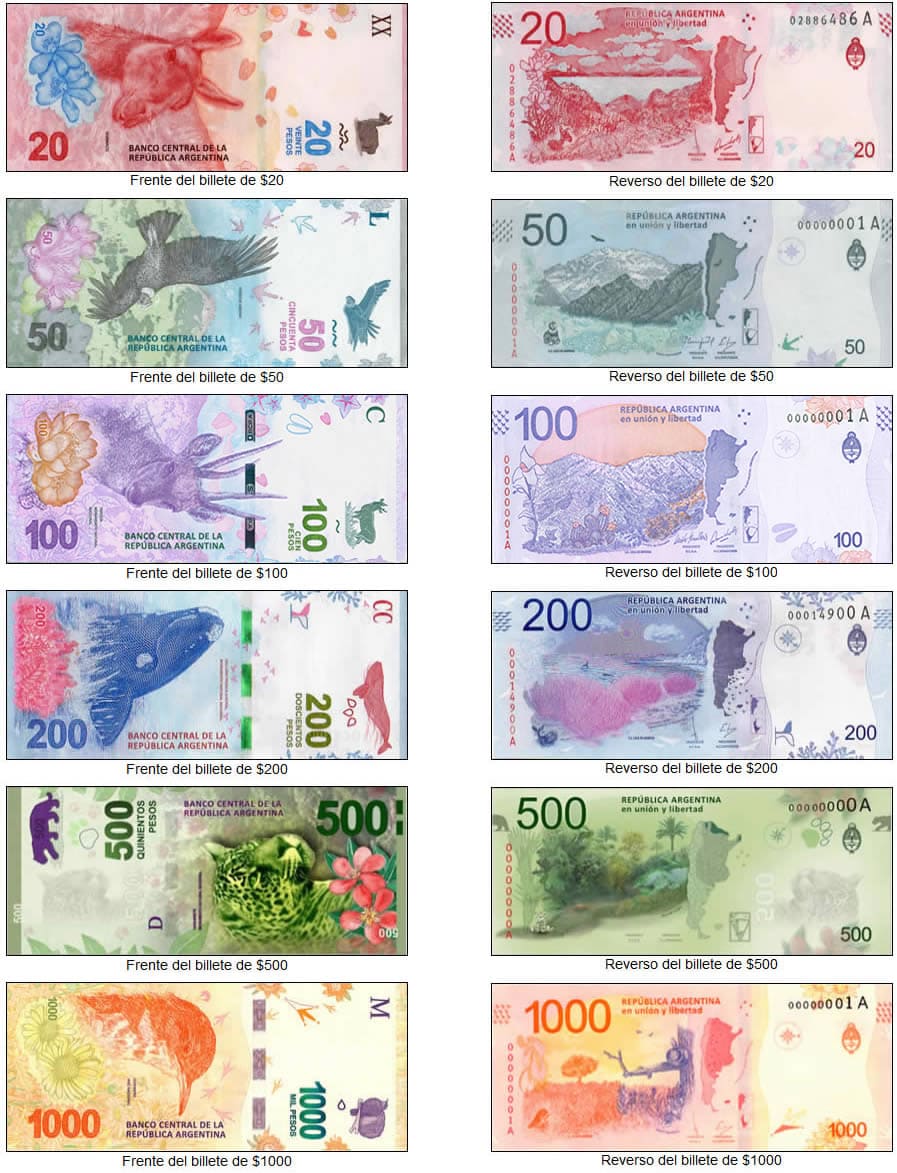 20
XX
20
VEINTE
PESOS
20
BANCO CENTRAL DE LA
REPÚBLICA ARGENTINA
Frente del billete de $20
20
REPÚBLICA ARGENTINA
en unión y libertad
02886486 A
02886486A
20
Reverso del billete de $20
50
L
50
CINCUENTA
PESOS
50
BANCO CENTRAL DE LA
REPÚBLICA ARGENTINA
Frente del billete de $50
50
REPÚBLICA ARGENTINA
en unión y libertad
00000001 A
00000001A
50
Reverso del billete de $50
100
C
100
CIEN
PESOS
100
BANCO CENTRAL DE LA
REPÚBLICA ARGENTINA
Frente del billete de $100
100
REPÚBLICA ARGENTINA
en unión y libertad
00000001 A
00000001A
100
Reverso del billete de $100
200
CC
200
DOSCIENTOS
PESOS
200
BANCO CENTRAL DE LA
REPÚBLICA ARGENTINA
Frente del billete de $200
200
REPÚBLICA ARGENTINA
en unión y libertad
00014900 A
00014900A
200
Reverso del billete de $200
500
QUINIENTOS
PESOS
BANCO CENTRAL DE LA
REPÚBLICA ARGENTINA
500
D
500
500
Frente del billete de $500
500
REPÚBLICA ARGENTINA
en unión y libertad
00000000A
00000000A
500
500
Reverso del billete de $500
1000
M
1000
MIL PESOS
1000
BANCO CENTRAL DE LA
REPÚBLICA ARGENTINA
Frente del billete de $1000
1000
REPÚBLICA ARGENTINA
en unión y libertad
00000001 A
00000001A
1000
Reverso del billete de $1000